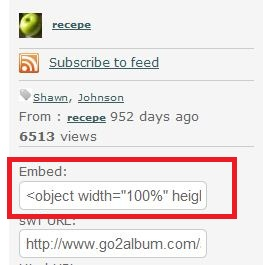 recepe
Subscribe to feed
Shawn, Johnson
From : recepe 952 days ago
6513 views
Embed:
<object width="100%" heigl
swf URL:
http://www.go2album.com/